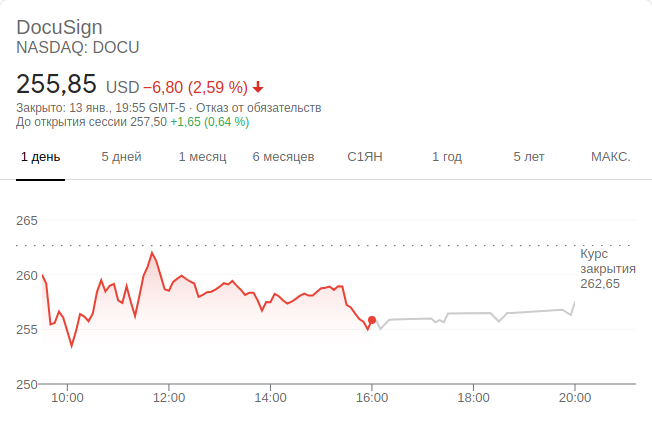 DocuSign
NASDAQ: DOCU
255,85 USD −6,80 (2,59 %)
Закрыто: 13 янв., 19:55 GMT-5 · Отказ от обязательств
До открытия сессии 257,50 +1,65 (0,64 %)
1 день 5 дней 1 месяц 6 месяцев С1ЯН 1 год 5 лет МАКС.
265
Курс
закрытия
262,65
260
255
250
10:00 12:00 14:00 16:00 18:00 20:00